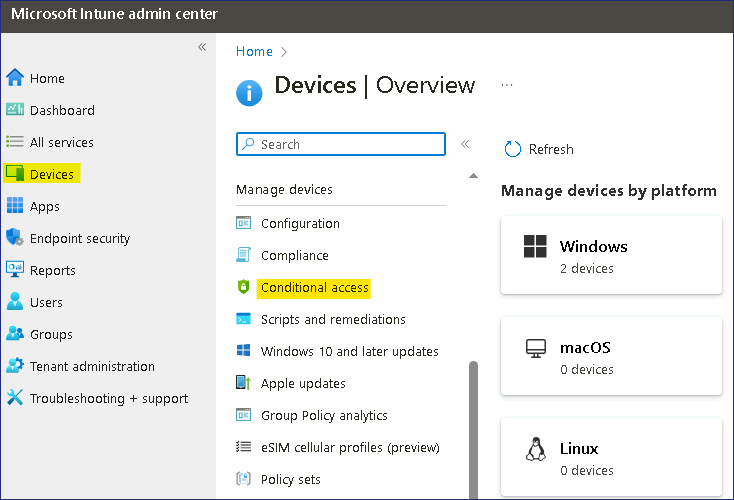 Microsoft Intune admin center
Home
Dashboard
All services
Devices
Apps
Endpoint security
Reports
Users
Groups
Tenant administration
Troubleshooting + support
Home
Devices | Overview
Search
Manage devices
Configuration
Compliance
Conditional access
Scripts and remediations
Windows 10 and later updates
Apple updates
Group Policy analytics
eSIM cellular profiles (preview)
Policy sets
Refresh
Manage devices by platform
Windows
2 devices
macOS
0 devices
Linux
0 devices